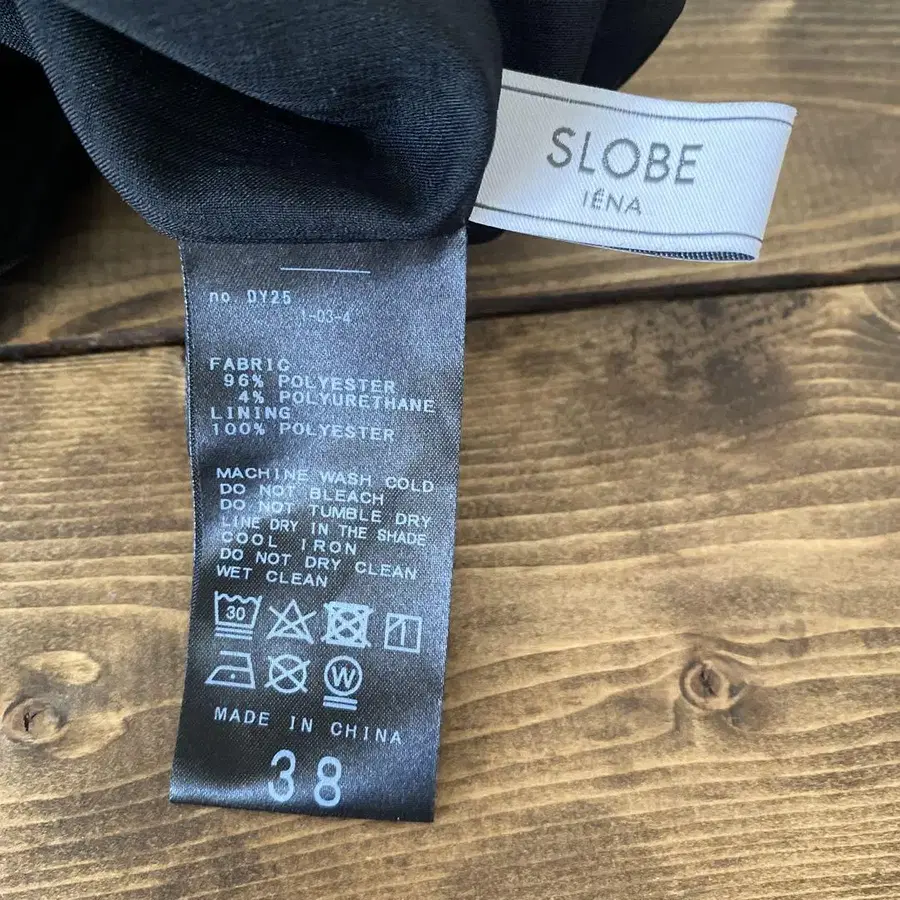 SLOBE
IÉNA
no DY25
1-03-4
FABRIC
96% POLYESTER
4% POLYURETHANE
LINING
100% POLYESTER
MACHINE WASH COLD
DO NOT BLEACH
DO NOT TUMBLE DRY
LINE DRY IN THE SHADE
COOL IRON
DO NOT DRY CLEAN
WET CLEAN
30
W
MADE IN CHINA
38